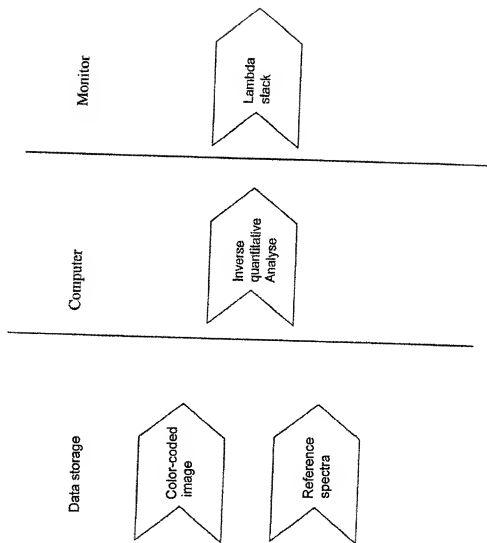 Data storage
Color-coded
image
Reference
spectra
Computer
Inverse
quantitative
Analyse
Monitor
Lambda
stack